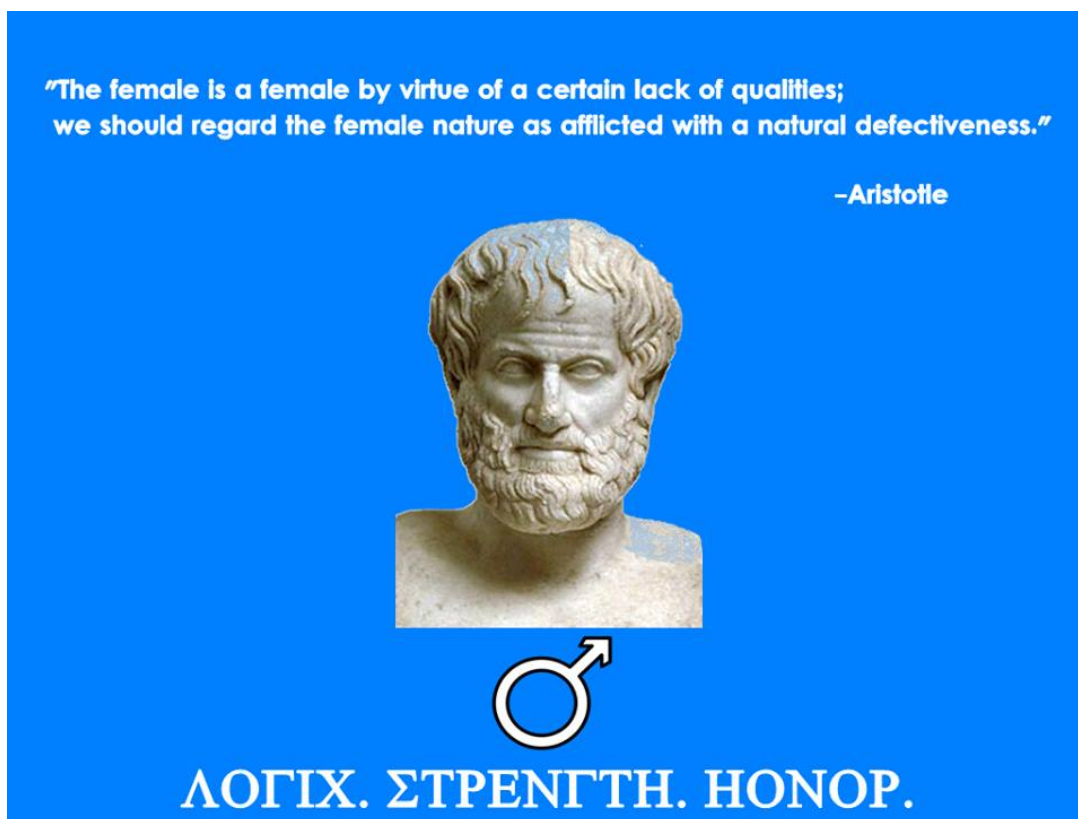 "The female is a female by virtue of a certain lack of qualities;
we should regard the female nature as afflicted with a natural defectiveness."
–Aristotle
ΛΟΓΙΧ. ΣΤΡΕΝΓΤΗ. ΗΟΝΟΡ.